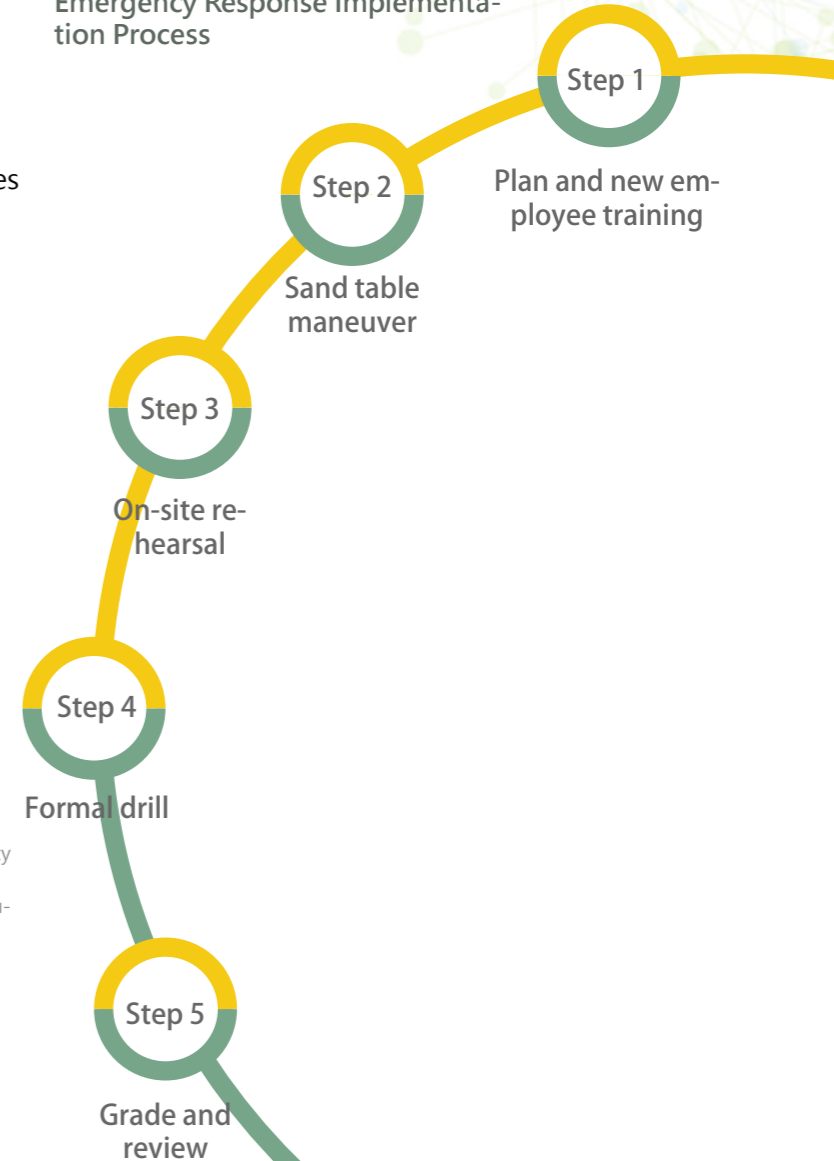 Emergency Response Implementa-
tion Process
es
Step 1
Plan and new em-
ployee training
Step 2
Sand table
maneuver
Step 3
On-site re-
hearsal
Step 4
Formal drill
Step 5
Grade and
review